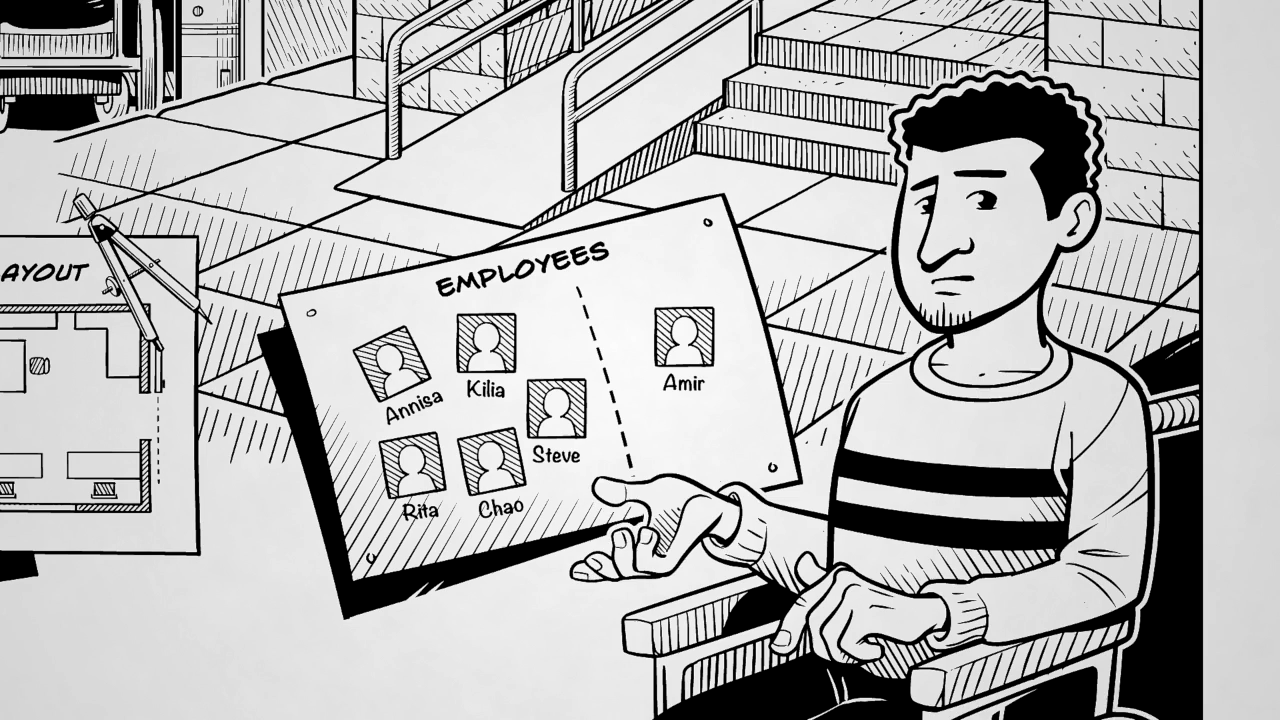 AYOUT
EMPLOYEES
Annisa
Kilia
Amir
Steve
Rita
Chao